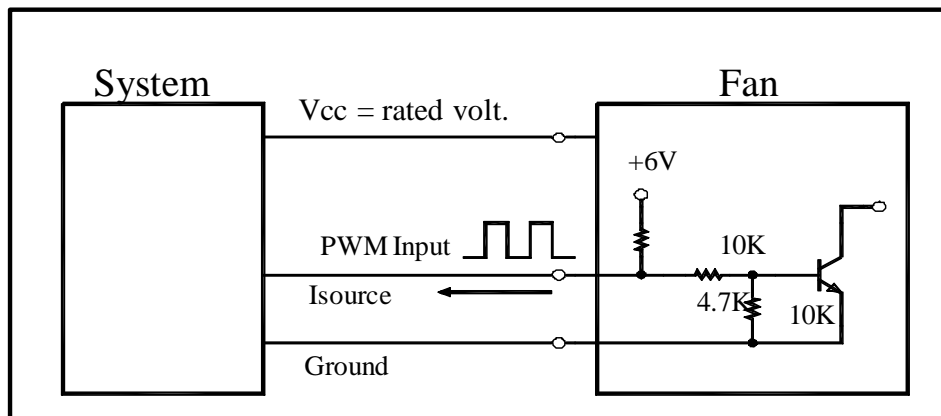 System
Fan
Vcc = rated volt.
+6V
PWM Input
10K
Isource
4.7K
10K
Ground